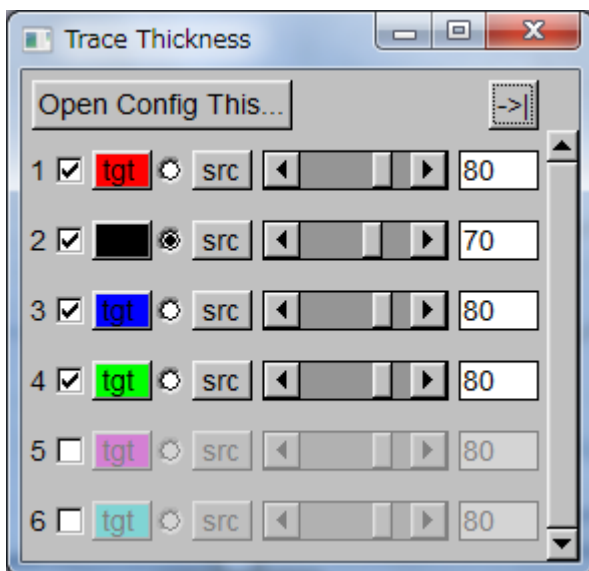 Trace Thickness
Open Config This... ->|
1 tgt src 80
2 src 70
3 tgt src 80
4 tgt src 80
5 tgt src 80
6 tgt src 80